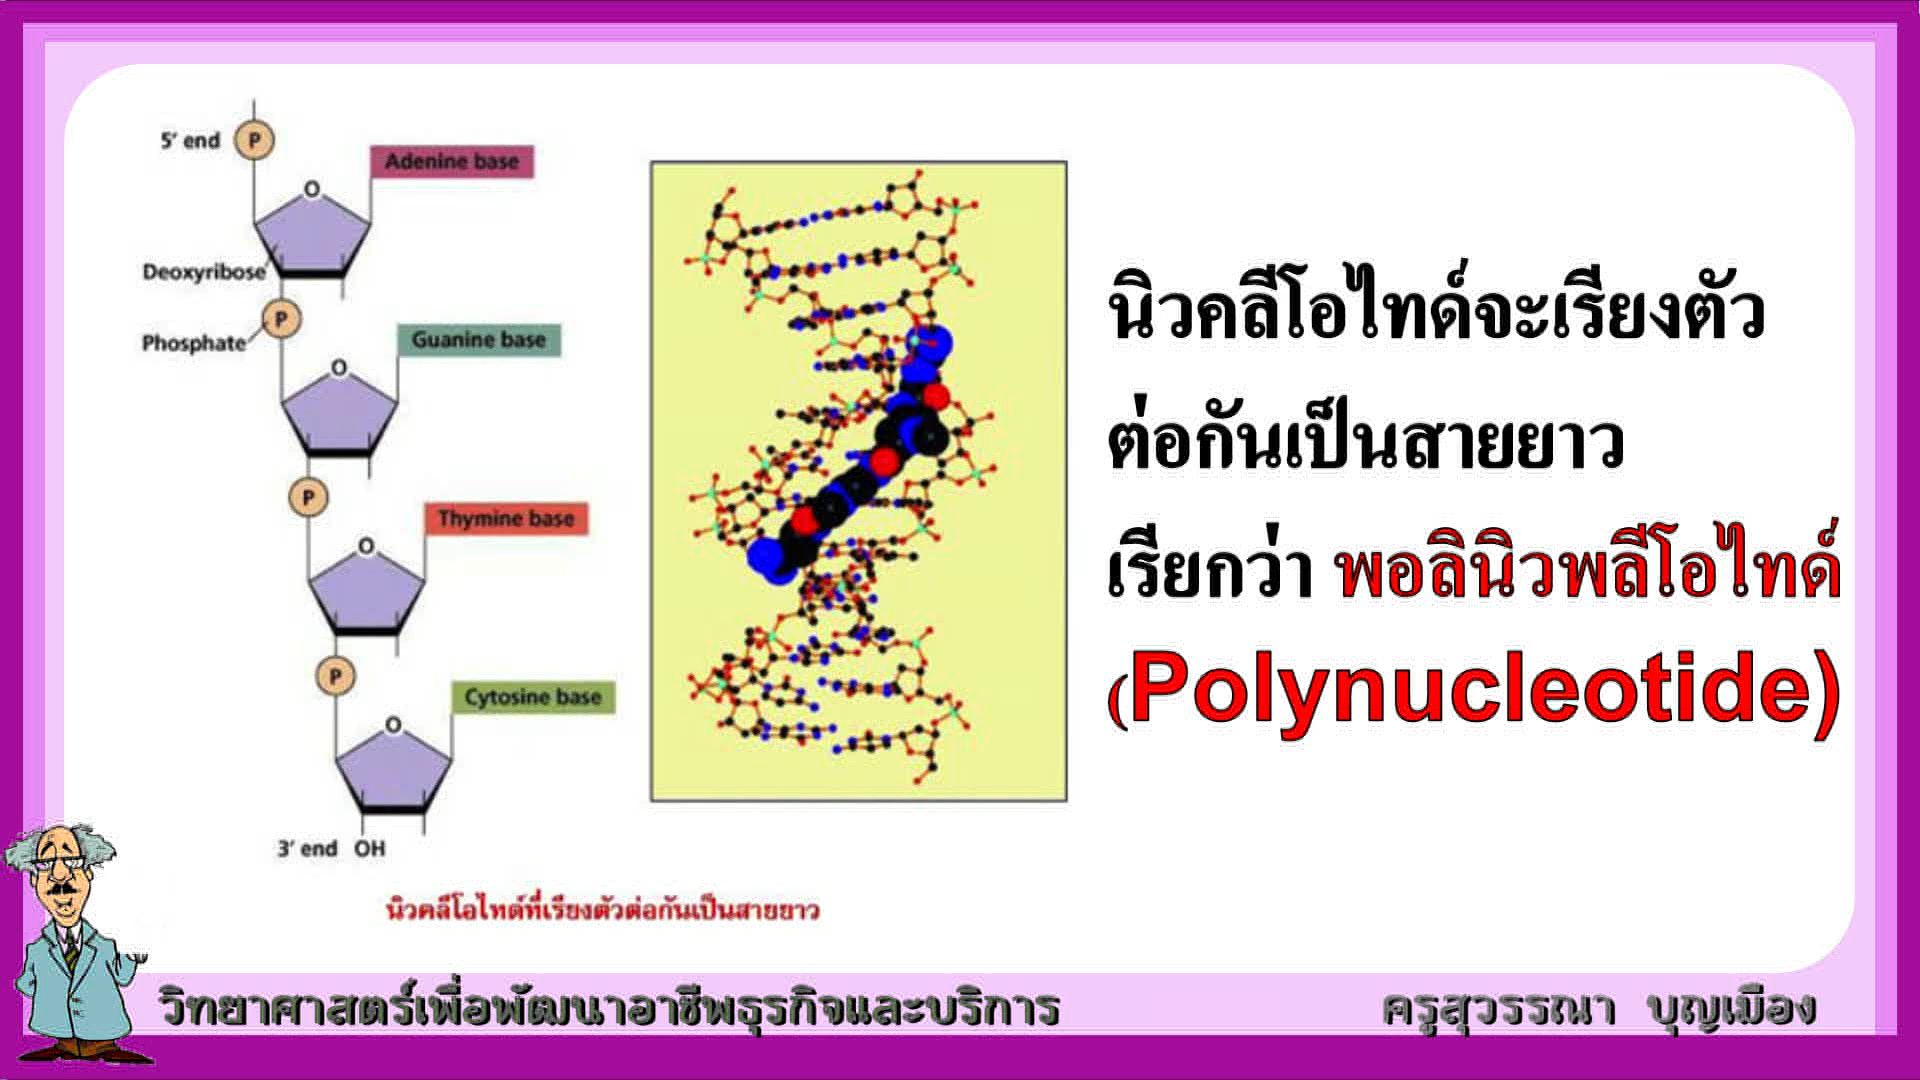 5′ end
P
Adenine base
O
Deoxyribose
P
Phosphate
Guanine base
O
P
Thymine base
O
P
Cytosine base
O
3′ end OH
นิวคลีโอไทด์ที่เรียงตัวต่อกันเป็นสายยาว
นิวคลีโอไทด์จะเรียงตัว
ต่อกันเป็นสายยาว
เรียกว่า พอลินิวพลีโอไทด์
(Polynucleotide)
วิทยาศาสตร์เพื่อพัฒนาอาชีพธุรกิจและบริการ
ครูสุวรรณา บุญเมือง